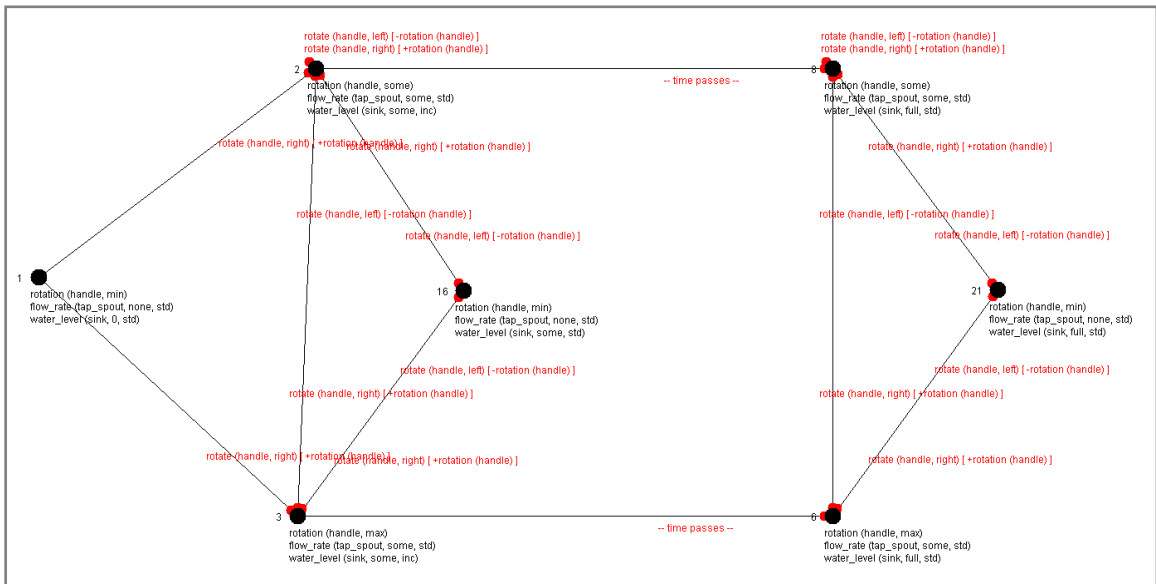 rotate (handle, left) [ -rotation (handle)
rotate (handle, right) [ +rotation (handle)
2
rotation (handle, some)
flow_rate (tap_spout, some, std)
water_level (sink, some, inc)
-- time passes --
rotate (handle, left) [ -rotation (handle)
rotate (handle, right) [ +rotation (handle)
8
rotation (handle, some)
flow_rate (tap_spout, some, std)
water_level (sink, full, std)
rotate (handle, right) [ +rotation (handle) ]
rotate (handle, right) [ +rotation (handle) ]
rotate (handle, right) [ +rotation (handle) ]
rotate (handle, left) [ -rotation (handle) ]
rotate (handle, left) [ -rotation (handle) ]
rotate (handle, left) [ -rotation (handle) ]
rotate (handle, left) [ -rotation (handle) ]
1
rotation (handle, min)
flow_rate (tap_spout, none, std)
water_level (sink, 0, std)
16
rotation (handle, min)
flow_rate (tap_spout, none, std)
water_level (sink, some, std)
21
rotation (handle, min)
flow_rate (tap_spout, none, std)
water_level (sink, full, std)
rotate (handle, left) [ -rotation (handle) ]
rotate (handle, left) [ -rotation (handle) ]
rotate (handle, right) [ +rotation (handle) ]
rotate (handle, right) [ +rotation (handle) ]
rotate (handle, right) [ +rotation (handle) ]
rotate (handle, right) [ +rotation (handle) ]
rotate (handle, right) [ +rotation (handle) ]
3
rotation (handle, max)
flow_rate (tap_spout, some, std)
water_level (sink, some, inc)
-- time passes --
6
rotation (handle, max)
flow_rate (tap_spout, some, std)
water_level (sink, full, std)